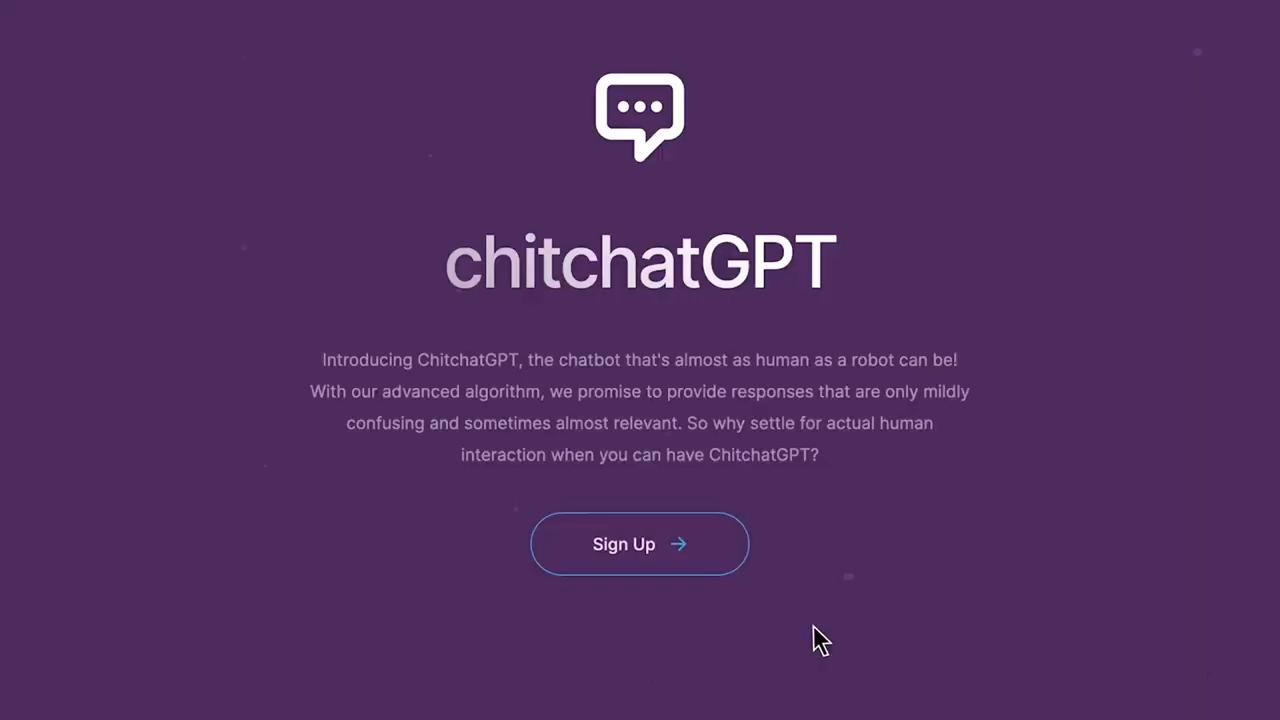 chitchatGPT
Introducing ChitchatGPT, the chatbot that's almost as human as a robot can be!
With our advanced algorithm, we promise to provide responses that are only mildly
confusing and sometimes almost relevant. So why settle for actual human
interaction when you can have ChitchatGPT?
Sign Up